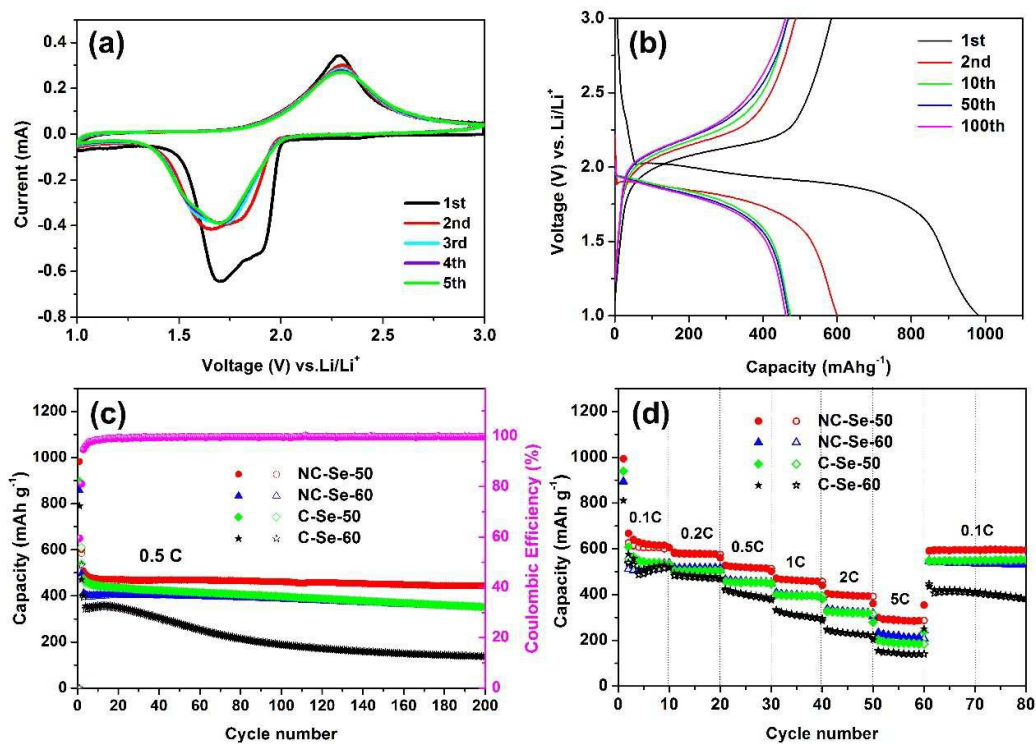 (a)
0.4
0.2
0.0
-0.2
-0.4
-0.6
-0.8
Current (mA)
1st
2nd
3rd
4th
5th
1.0 1.5 2.0 2.5 3.0
Voltage (V) vs.Li/Li+
(b)
3.0
2.5
2.0
1.5
1.0
Voltage (V) vs. Li/Li+
1st
2nd
10th
50th
100th
0 200 400 600 800 1000
Capacity (mAhg-1)
(c)
1200
1000
800
600
400
200
0
Capacity (mAh g-1)
NC-Se-50
NC-Se-60
C-Se-50
C-Se-60
0.5 C
100
80
60
40
20
0
Coulombic Efficiency (%)
0 20 40 60 80 100 120 140 160 180 200
Cycle number
(d)
1200
1000
800
600
400
200
0
Capacity (mAh g-1)
NC-Se-50
NC-Se-60
C-Se-50
C-Se-60
0.1C
0.2C
0.5C
1C
2C
5C
0.1C
0 10 20 30 40 50 60 70 80
Cycle number